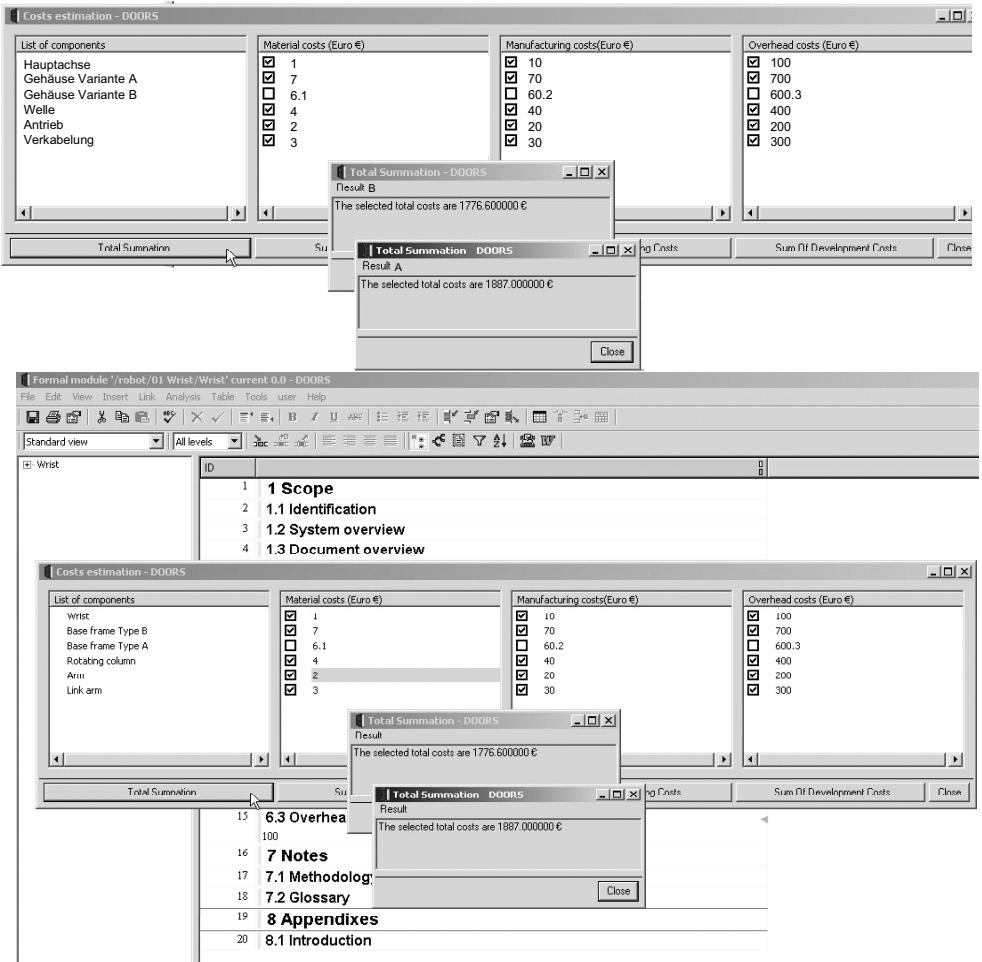 Costs estimation - DOORS
List of components
Material costs (Euro €)
Manufacturing costs(Euro €)
Overhead costs (Euro €)
Hauptachse 1 10 100
Gehäuse Variante A 7 70 700
Gehäuse Variante B 6.1 60.2 600.3
Welle 4 40 400
Antrieb 2 20 200
Verkabelung 3 30 300
Total Summation - DOORS
Result B
The selected total costs are 1776.600000 €
Total Summation DOORS
Result A
The selected total costs are 1887.000000 €
Close
Total Summation
Su
ng Costs
Sum Of Development Costs
Close
Formal module '/robot/01 Wrist/Wrist' current 0.0 - DOORS
File Edit View Insert Link Analysis Table Tools user Help
Standard view
All levels
Wrist
ID
1 1 Scope
2 1.1 Identification
3 1.2 System overview
4 1.3 Document overview
Costs estimation - DOORS
List of components
Material costs (Euro €)
Manufacturing costs(Euro €)
Overhead costs (Euro €)
Wrist 1 10 100
Base frame Type B 7 70 700
Base frame Type A 6.1 60.2 600.3
Rotating column 4 40 400
Arm 2 20 200
Link arm 3 30 300
Total Summation - DOORS
Result
The selected total costs are 1776.600000 €
Total Summation DOORS
Result
The selected total costs are 1887.000000 €
Close
Total Summation
Su
ng Costs
Sum Of Development Costs
Close
15 6.3 Overhea
100
16 7 Notes
17 7.1 Methodology
18 7.2 Glossary
19 8 Appendixes
20 8.1 Introduction